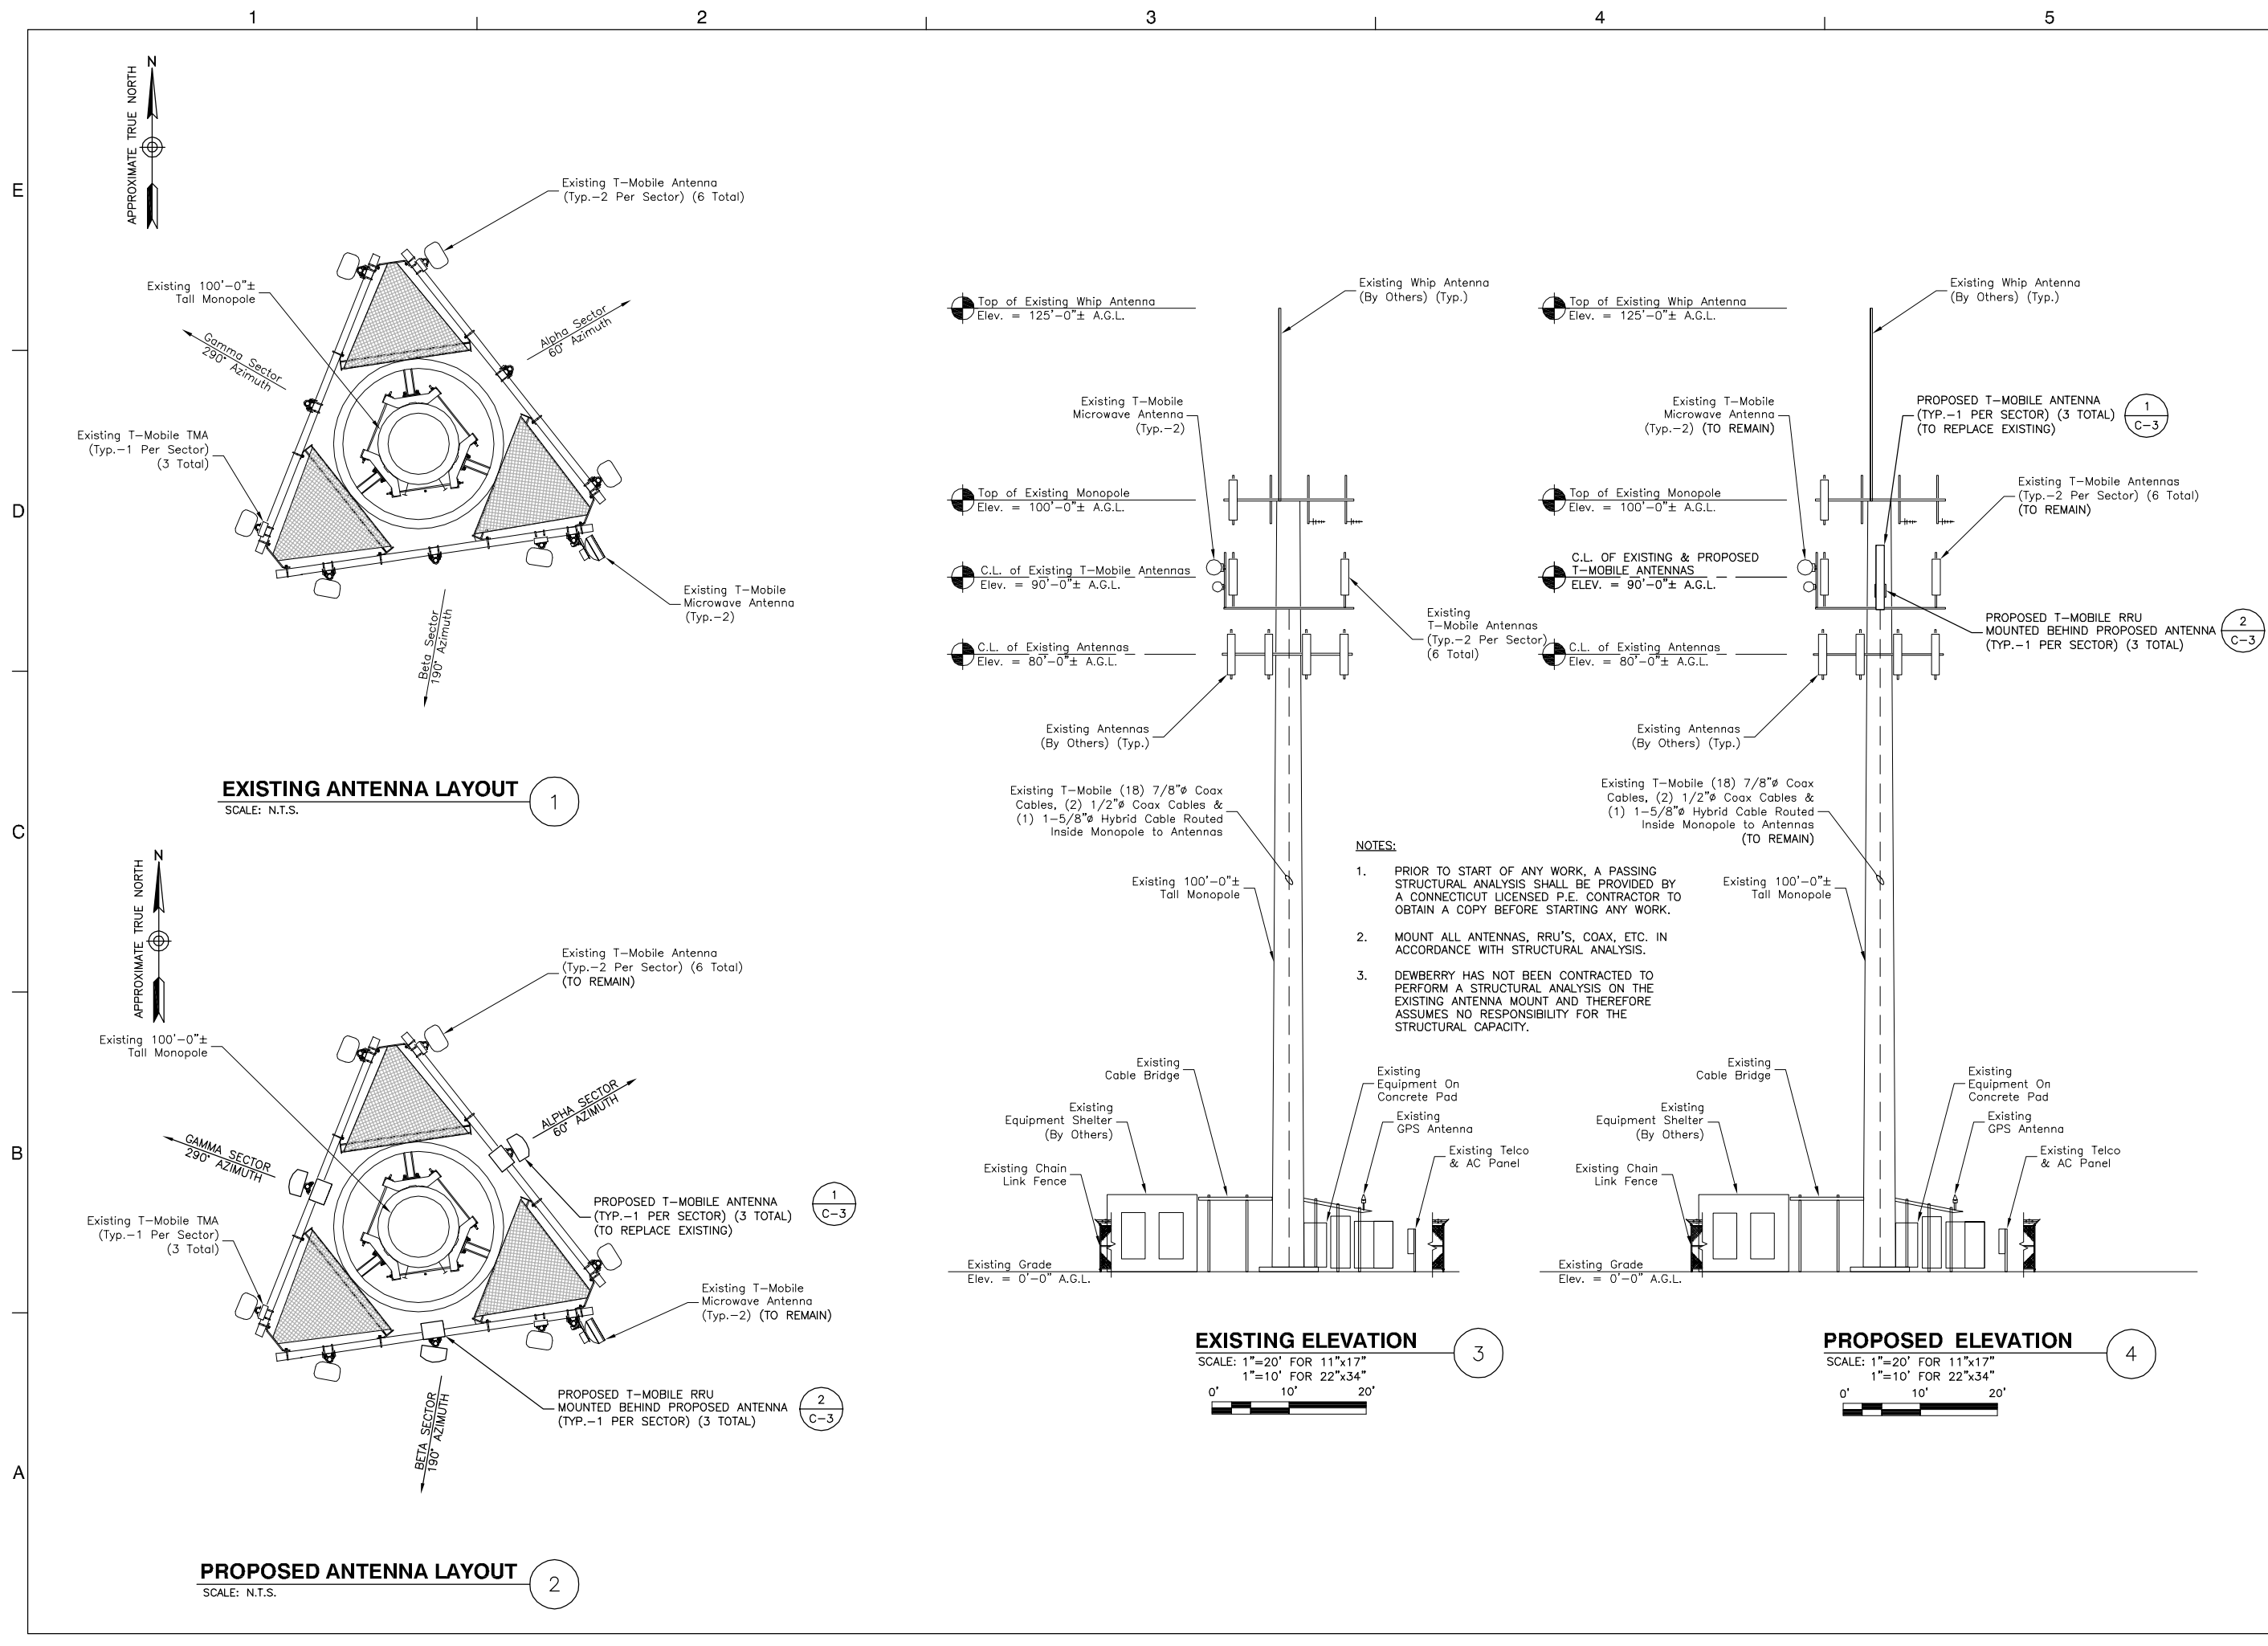 1
2
3
4
5
E
D
C
B
A
N
APPROXIMATE TRUE NORTH
Existing T-Mobile Antenna
(Typ.-2 Per Sector) (6 Total)
Existing 100'-0"±
Tall Monopole
Alpha Sector
60° Azimuth
Gamma Sector
290° Azimuth
Existing T-Mobile TMA
(Typ.-1 Per Sector)
(3 Total)
Existing T-Mobile
Microwave Antenna
(Typ.-2)
Beta Sector
190° Azimuth
EXISTING ANTENNA LAYOUT
SCALE: N.T.S.
1
N
APPROXIMATE TRUE NORTH
Existing T-Mobile Antenna
(Typ.-2 Per Sector) (6 Total)
(TO REMAIN)
Existing 100'-0"±
Tall Monopole
ALPHA SECTOR
60° AZIMUTH
GAMMA SECTOR
290° AZIMUTH
PROPOSED T-MOBILE ANTENNA
(TYP.-1 PER SECTOR) (3 TOTAL)
(TO REPLACE EXISTING)
1
C-3
Existing T-Mobile TMA
(Typ.-1 Per Sector)
(3 Total)
Existing T-Mobile
Microwave Antenna
(Typ.-2) (TO REMAIN)
PROPOSED T-MOBILE RRU
MOUNTED BEHIND PROPOSED ANTENNA
(TYP.-1 PER SECTOR) (3 TOTAL)
2
C-3
BETA SECTOR
190° AZIMUTH
PROPOSED ANTENNA LAYOUT
SCALE: N.T.S.
2
Existing Whip Antenna
(By Others) (Typ.)
Top of Existing Whip Antenna
Elev. = 125'-0"± A.G.L.
Existing T-Mobile
Microwave Antenna
(Typ.-2)
Top of Existing Monopole
Elev. = 100'-0"± A.G.L.
C.L. of Existing T-Mobile Antennas
Elev. = 90'-0"± A.G.L.
Existing
T-Mobile Antennas
(Typ.-2 Per Sector)
(6 Total)
C.L. of Existing Antennas
Elev. = 80'-0"± A.G.L.
Existing Antennas
(By Others) (Typ.)
Existing T-Mobile (18) 7/8"ø Coax
Cables, (2) 1/2"ø Coax Cables &
(1) 1-5/8"ø Hybrid Cable Routed
Inside Monopole to Antennas
Existing 100'-0"±
Tall Monopole
NOTES:
1. PRIOR TO START OF ANY WORK, A PASSING
STRUCTURAL ANALYSIS SHALL BE PROVIDED BY
A CONNECTICUT LICENSED P.E. CONTRACTOR TO
OBTAIN A COPY BEFORE STARTING ANY WORK.
2. MOUNT ALL ANTENNAS, RRU'S, COAX, ETC. IN
ACCORDANCE WITH STRUCTURAL ANALYSIS.
3. DEWBERRY HAS NOT BEEN CONTRACTED TO
PERFORM A STRUCTURAL ANALYSIS ON THE
EXISTING ANTENNA MOUNT AND THEREFORE
ASSUMES NO RESPONSIBILITY FOR THE
STRUCTURAL CAPACITY.
Existing
Cable Bridge
Existing
Equipment On
Concrete Pad
Existing
Equipment Shelter
(By Others)
Existing
GPS Antenna
Existing Telco
& AC Panel
Existing Chain
Link Fence
Existing Grade
Elev. = 0'-0" A.G.L.
EXISTING ELEVATION
SCALE: 1"=20' FOR 11"x17"
1"=10' FOR 22"x34"
0' 10' 20'
3
Existing Whip Antenna
(By Others) (Typ.)
Top of Existing Whip Antenna
Elev. = 125'-0"± A.G.L.
Existing T-Mobile
Microwave Antenna
(Typ.-2) (TO REMAIN)
PROPOSED T-MOBILE ANTENNA
(TYP.-1 PER SECTOR) (3 TOTAL)
(TO REPLACE EXISTING)
1
C-3
Top of Existing Monopole
Elev. = 100'-0"± A.G.L.
Existing T-Mobile Antennas
(Typ.-2 Per Sector) (6 Total)
(TO REMAIN)
C.L. OF EXISTING & PROPOSED
T-MOBILE ANTENNAS
ELEV. = 90'-0"± A.G.L.
PROPOSED T-MOBILE RRU
MOUNTED BEHIND PROPOSED ANTENNA
(TYP.-1 PER SECTOR) (3 TOTAL)
2
C-3
C.L. of Existing Antennas
Elev. = 80'-0"± A.G.L.
Existing Antennas
(By Others) (Typ.)
Existing T-Mobile (18) 7/8"ø Coax
Cables, (2) 1/2"ø Coax Cables &
(1) 1-5/8"ø Hybrid Cable Routed
Inside Monopole to Antennas
(TO REMAIN)
Existing 100'-0"±
Tall Monopole
Existing
Cable Bridge
Existing
Equipment On
Concrete Pad
Existing
Equipment Shelter
(By Others)
Existing
GPS Antenna
Existing Telco
& AC Panel
Existing Chain
Link Fence
Existing Grade
Elev. = 0'-0" A.G.L.
PROPOSED ELEVATION
SCALE: 1"=20' FOR 11"x17"
1"=10' FOR 22"x34"
0' 10' 20'
4